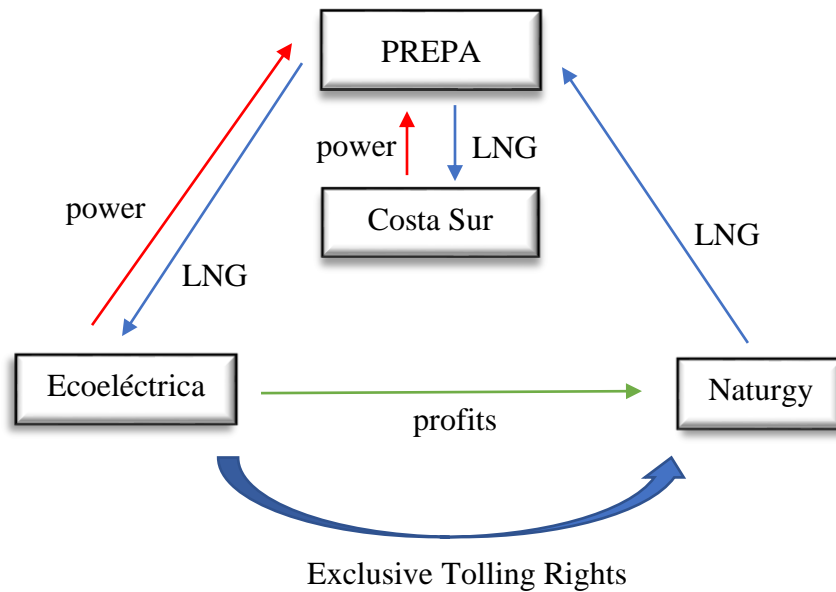 PREPA
power
LNG
Costa Sur
power
LNG
LNG
Ecoeléctrica
profits
Naturgy
Exclusive Tolling Rights